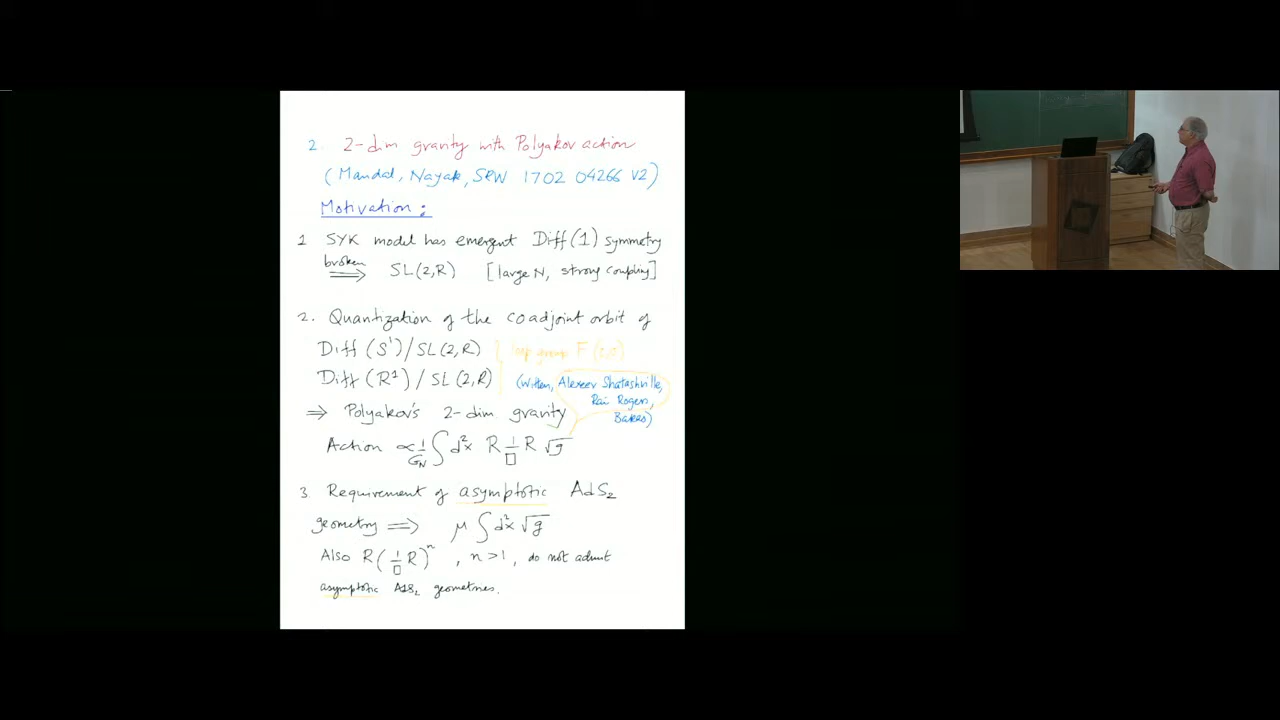 2. 2-dim gravity with Polyakov action
(Mandal, Nayak, SRW 1702 04266 V2)
Motivation:
1 SYK model has emergent Diff(1) symmetry
broken
⟹ SL(2,R) [large N, strong coupling]
2. Quantization of the coadjoint orbit of
Diff(S¹)/SL(2,R)
Diff(R¹)/SL(2,R) (Witten, Alexeev Shatashville,
Rai Rogers,
Bakas)
⟹ Polyakov's 2-dim. gravity
Action ∝ 1/G_N ∫ d²x R 1/□ R √g
3 Requirement of asymptotic AdS₂
geometry ⟹ μ ∫ d²x √g
Also R(1/□ R)ⁿ, n>1, do not admit
asymptotic AdS₂ geometries.